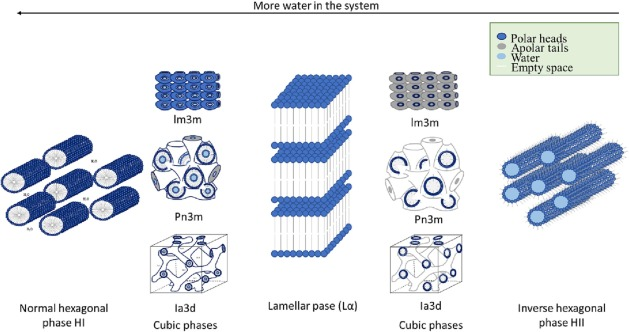 More water in the system
Polar heads
Apolar tails
Water
Empty space
Im3m
Im3m
Pn3m
Pn3m
Ia3d
Ia3d
Normal hexagonal
phase HI
Cubic phases
Lamellar pase (Lα)
Cubic phases
Inverse hexagonal
phase HII